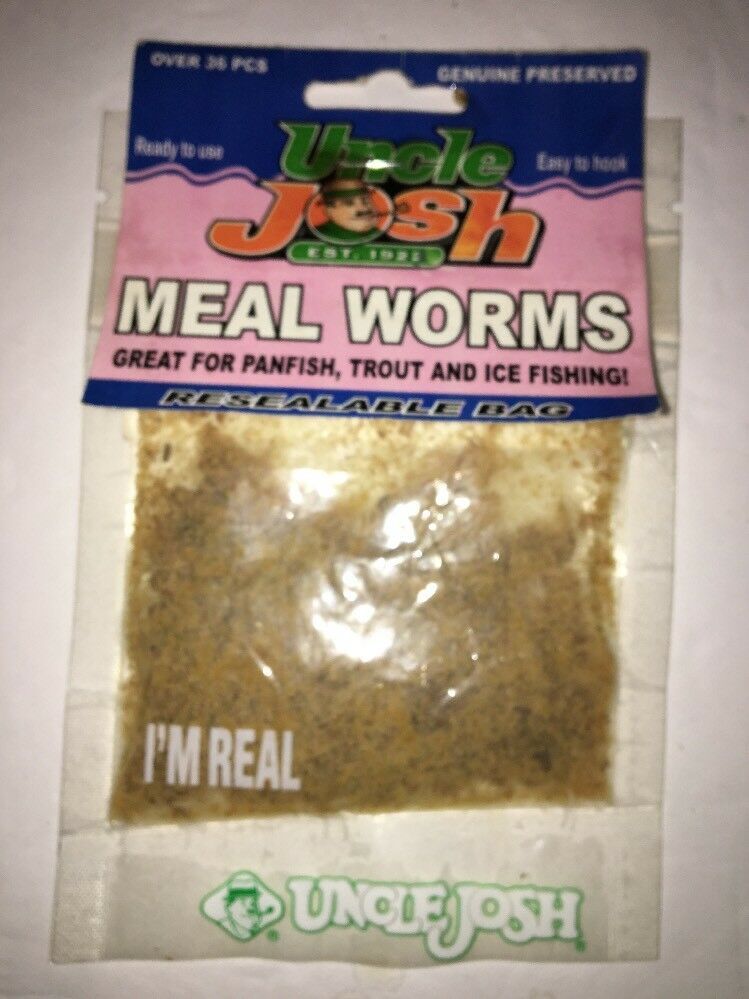 OVER 36 PCS
GENUINE PRESERVED
Ready to use
Easy to hook
Uncle
Josh
EST. 1922
MEAL WORMS
GREAT FOR PANFISH, TROUT AND ICE FISHING!
RESEALABLE BAG
I'M REAL
® UNCLE JOSH ®